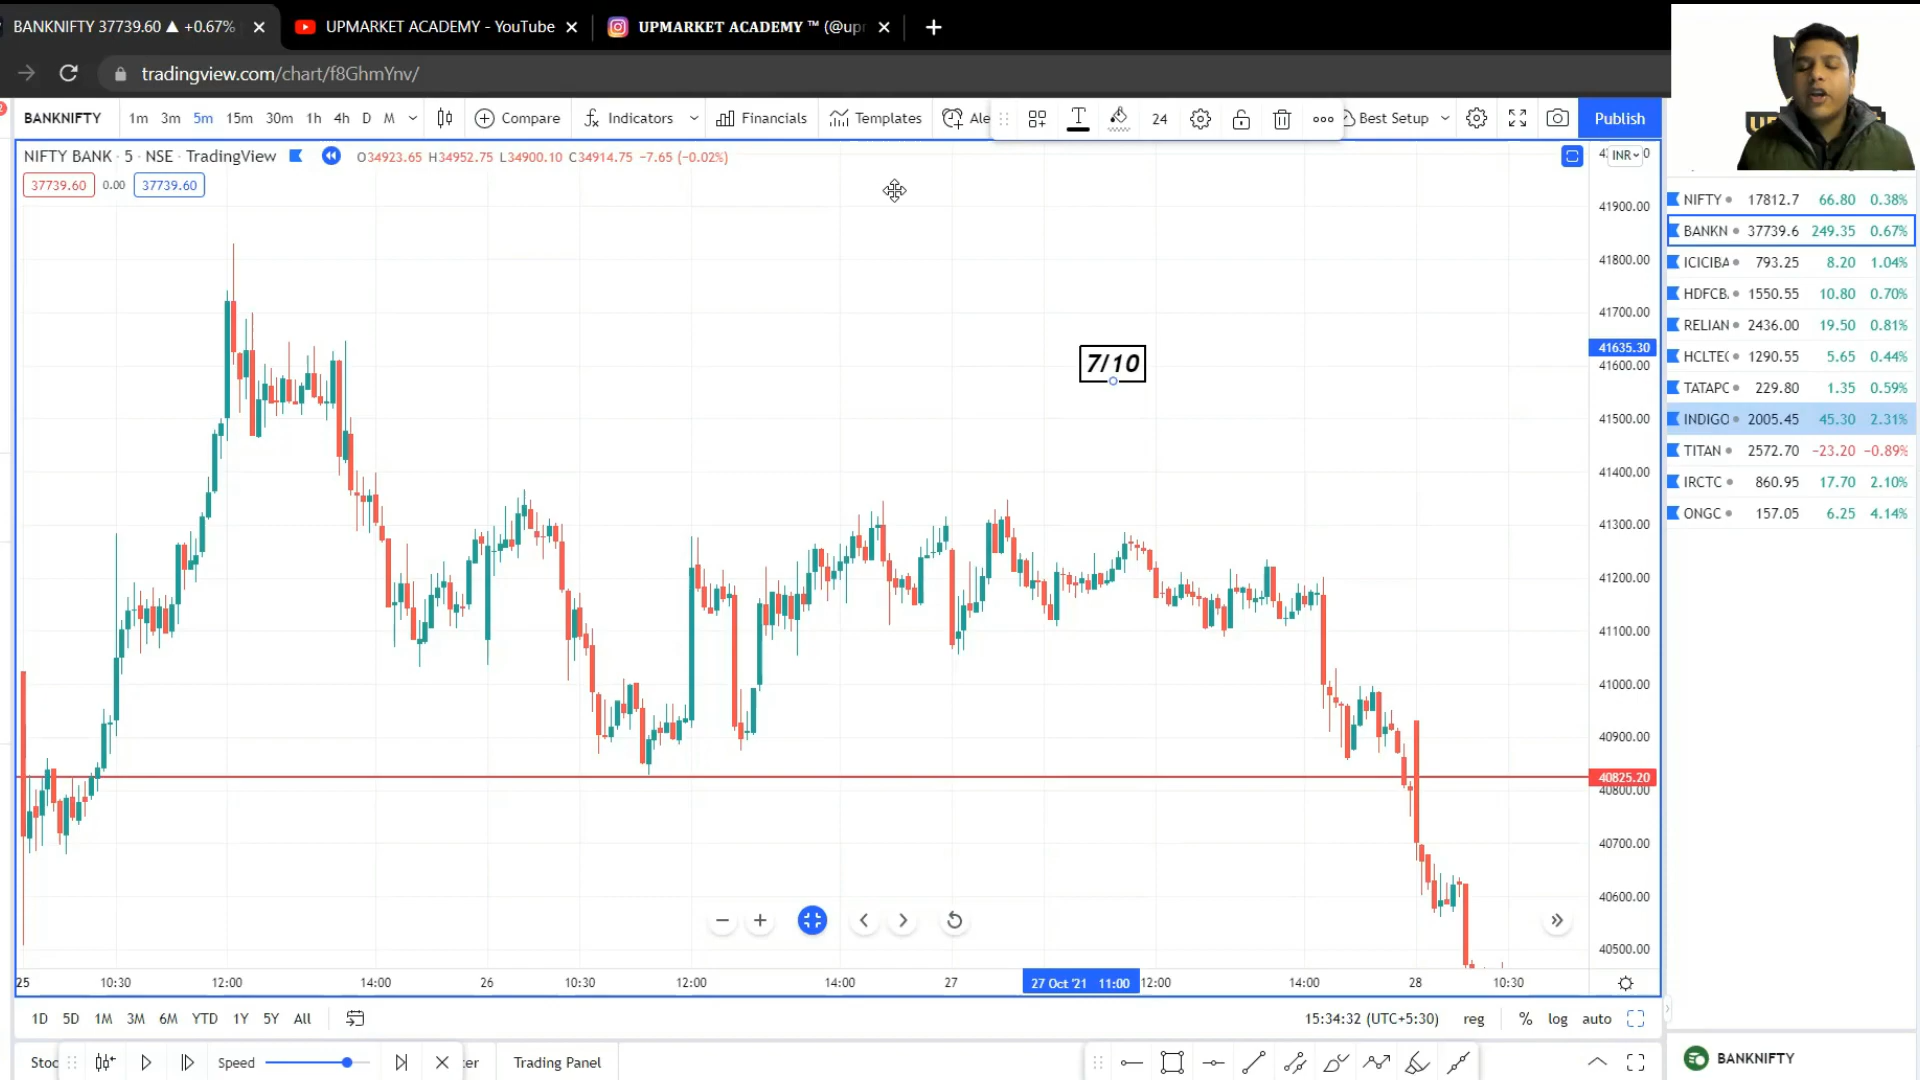 BANKNIFTY 37739.60 ▲ +0.67%
UPMARKET ACADEMY - YouTube
UPMARKET ACADEMY ™ (@up
tradingview.com/chart/f8GhmYnv/
BANKNIFTY 1m 3m 5m 15m 30m 1h 4h D M Compare Indicators Financials Templates Ale 24 Best Setup Publish
NIFTY BANK · 5 · NSE · TradingView O34923.65 H34952.75 L34900.10 C34914.75 −7.65 (−0.02%) INR
37739.60 0.00 37739.60
41900.00
41800.00
41700.00
41635.30
41600.00
41500.00
41400.00
41300.00
41200.00
41100.00
41000.00
40900.00
40825.20
40800.00
40700.00
40600.00
40500.00
7/10
25 10:30 12:00 14:00 26 10:30 12:00 14:00 27 27 Oct '21 11:00 12:00 14:00 28 10:30
1D 5D 1M 3M 6M YTD 1Y 5Y All 15:34:32 (UTC+5:30) reg % log auto
Stoc Speed ter Trading Panel
NIFTY 17812.7 66.80 0.38%
BANKN 37739.6 249.35 0.67%
ICICIBA 793.25 8.20 1.04%
HDFCB. 1550.55 10.80 0.70%
RELIAN 2436.00 19.50 0.81%
HCLTE( 1290.55 5.65 0.44%
TATAPC 229.80 1.35 0.59%
INDIGO 2005.45 45.30 2.31%
TITAN 2572.70 −23.20 −0.89%
IRCTC 860.95 17.70 2.10%
ONGC 157.05 6.25 4.14%
BANKNIFTY